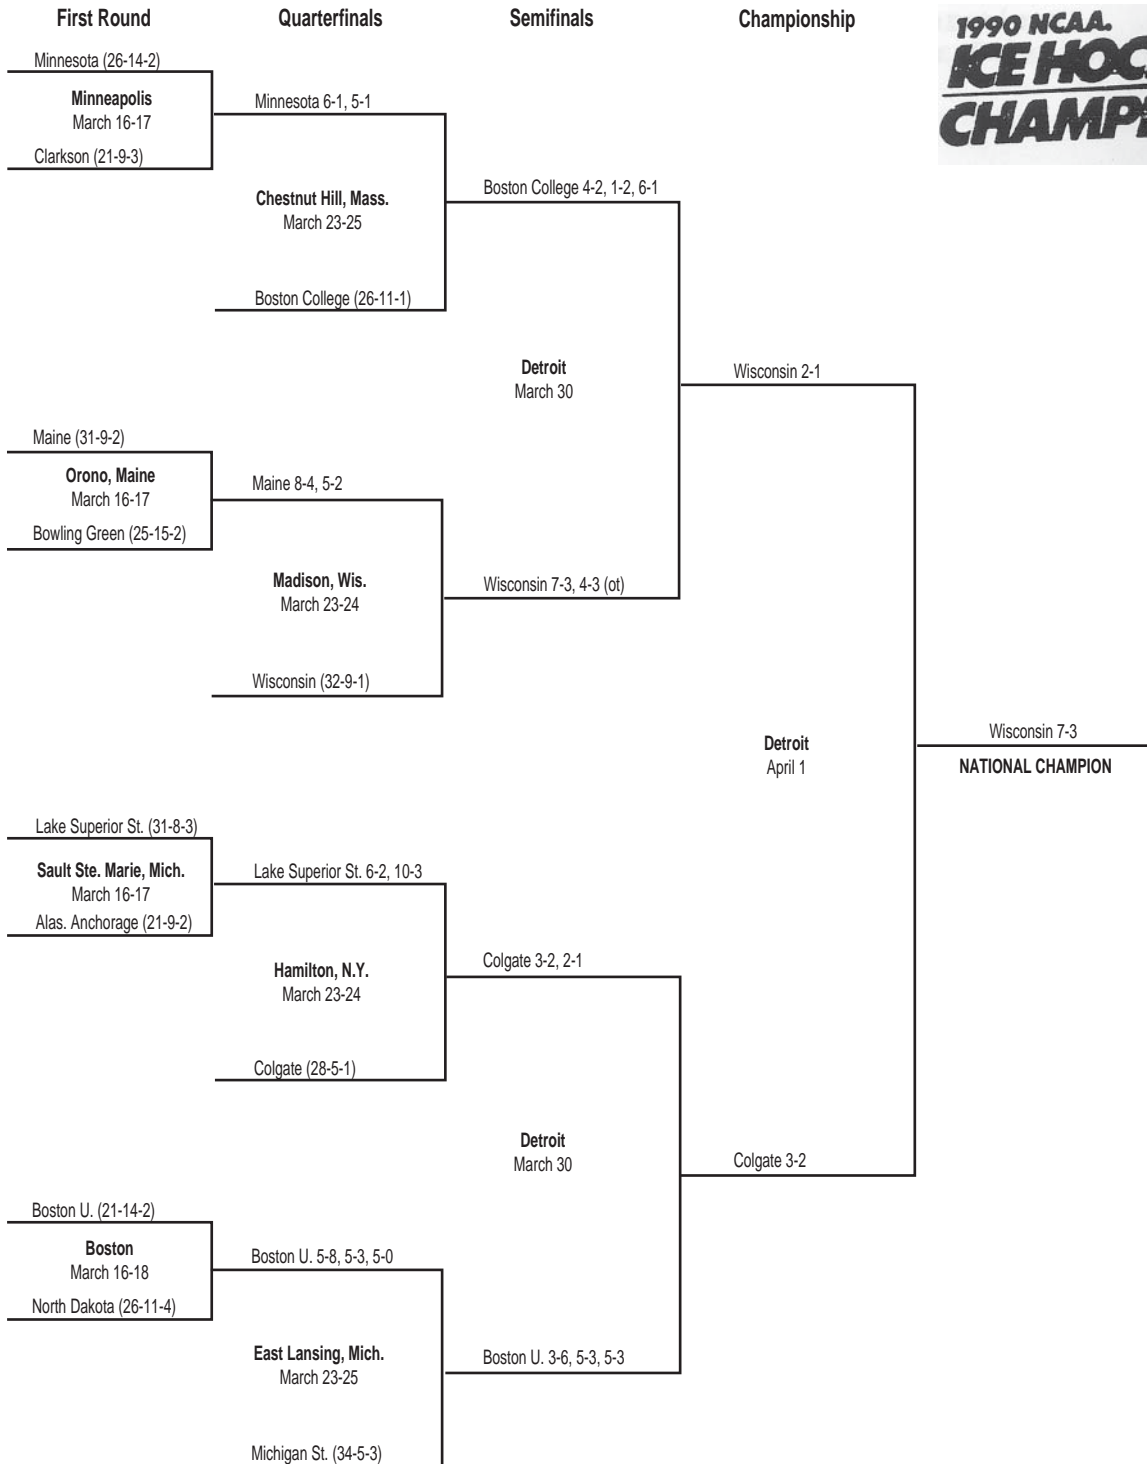 First Round Quarterfinals Semifinals Championship
1990 NCAA.
ICE HOC
CHAMP
Minnesota (26-14-2)
Minneapolis
March 16-17
Clarkson (21-9-3)
Minnesota 6-1, 5-1
Chestnut Hill, Mass.
March 23-25
Boston College (26-11-1)
Boston College 4-2, 1-2, 6-1
Detroit
March 30
Wisconsin 2-1
Maine (31-9-2)
Orono, Maine
March 16-17
Bowling Green (25-15-2)
Maine 8-4, 5-2
Madison, Wis.
March 23-24
Wisconsin (32-9-1)
Wisconsin 7-3, 4-3 (ot)
Detroit
April 1
Wisconsin 7-3
NATIONAL CHAMPION
Lake Superior St. (31-8-3)
Sault Ste. Marie, Mich.
March 16-17
Alas. Anchorage (21-9-2)
Lake Superior St. 6-2, 10-3
Hamilton, N.Y.
March 23-24
Colgate (28-5-1)
Colgate 3-2, 2-1
Detroit
March 30
Colgate 3-2
Boston U. (21-14-2)
Boston
March 16-18
North Dakota (26-11-4)
Boston U. 5-8, 5-3, 5-0
East Lansing, Mich.
March 23-25
Michigan St. (34-5-3)
Boston U. 3-6, 5-3, 5-3